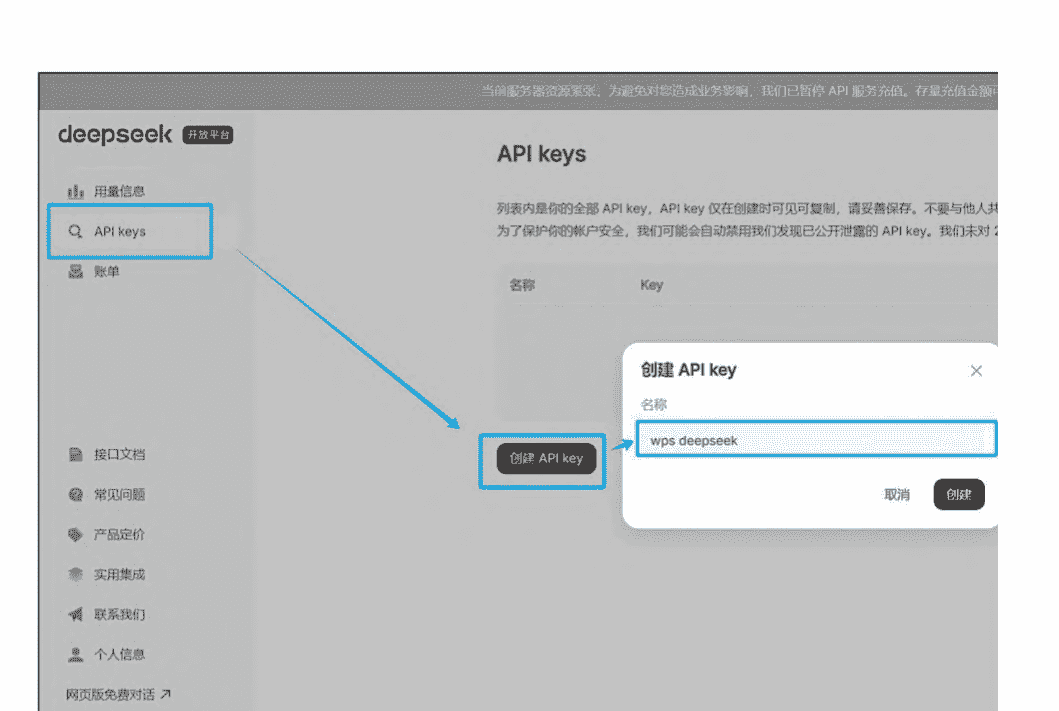 当前服务器资源紧张，为避免对您造成业务影响，我们已暂停 API 服务充值。存量充值金额可
deepseek 开放平台
用量信息
API keys
账单
接口文档
常见问题
产品定价
实用集成
联系我们
个人信息
网页版免费对话
API keys
列表内是你的全部 API key，API key 仅在创建时可见可复制，请妥善保存。不要与他人共
为了保护你的帐户安全，我们可能会自动禁用我们发现已公开泄露的 API key。我们未对 2
名称 Key
创建 API key
创建 API key
名称
wps deepseek
取消 创建